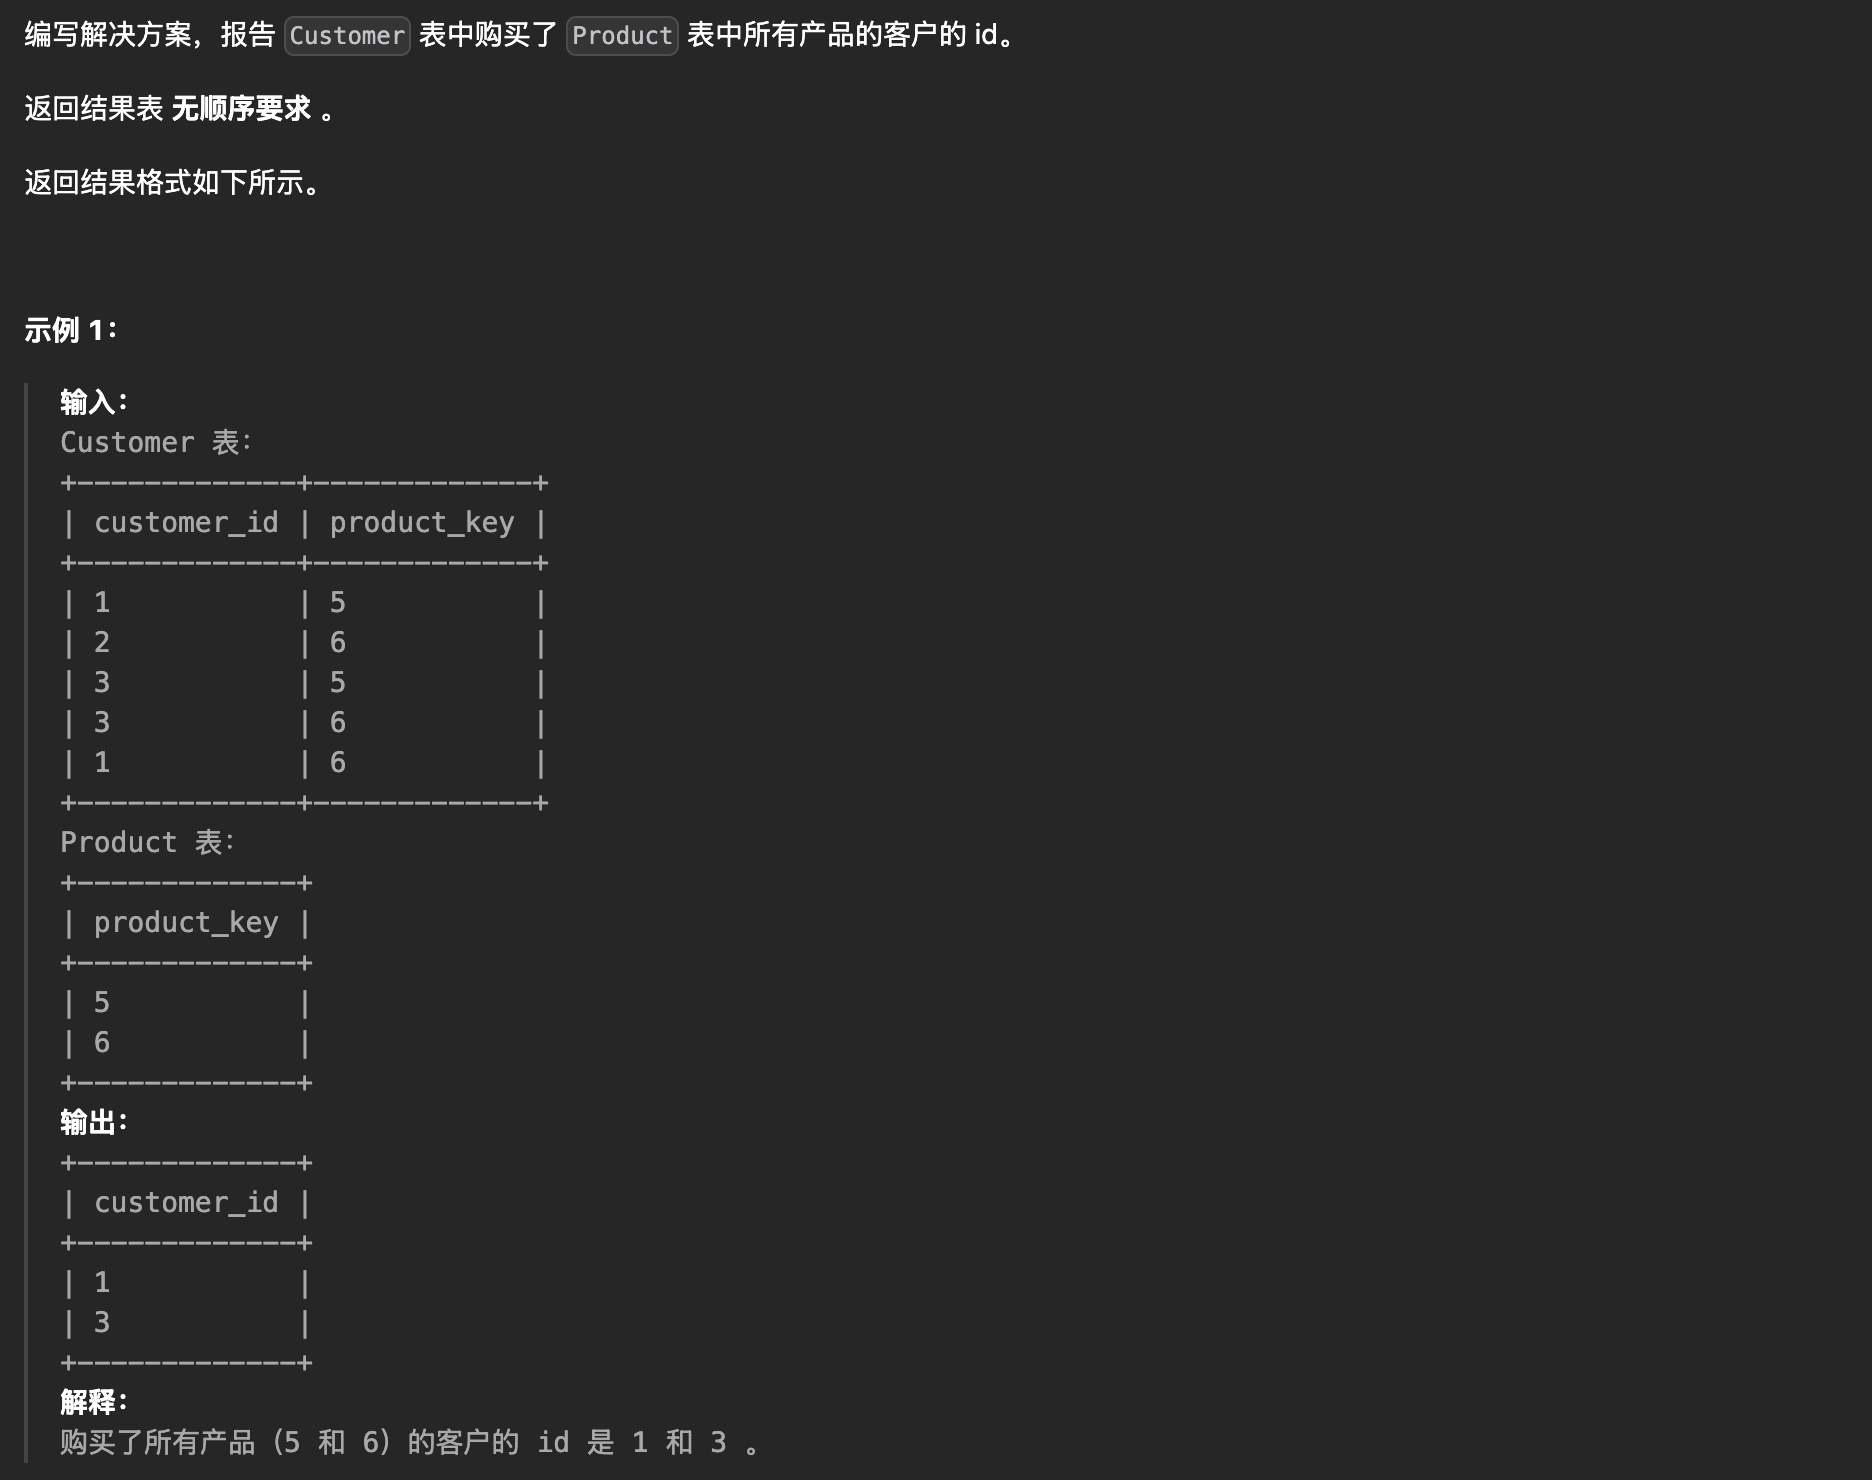 编写解决方案，报告 Customer 表中购买了 Product 表中所有产品的客户的 id。
返回结果表 无顺序要求 。
返回结果格式如下所示。
示例 1：
输入：
Customer 表：
+-------------+-------------+
| customer_id | product_key |
+-------------+-------------+
| 1           | 5           |
| 2           | 6           |
| 3           | 5           |
| 3           | 6           |
| 1           | 6           |
+-------------+-------------+
Product 表：
+-------------+
| product_key |
+-------------+
| 5           |
| 6           |
+-------------+
输出：
+-------------+
| customer_id |
+-------------+
| 1           |
| 3           |
+-------------+
解释：
购买了所有产品（5 和 6）的客户的 id 是 1 和 3 。